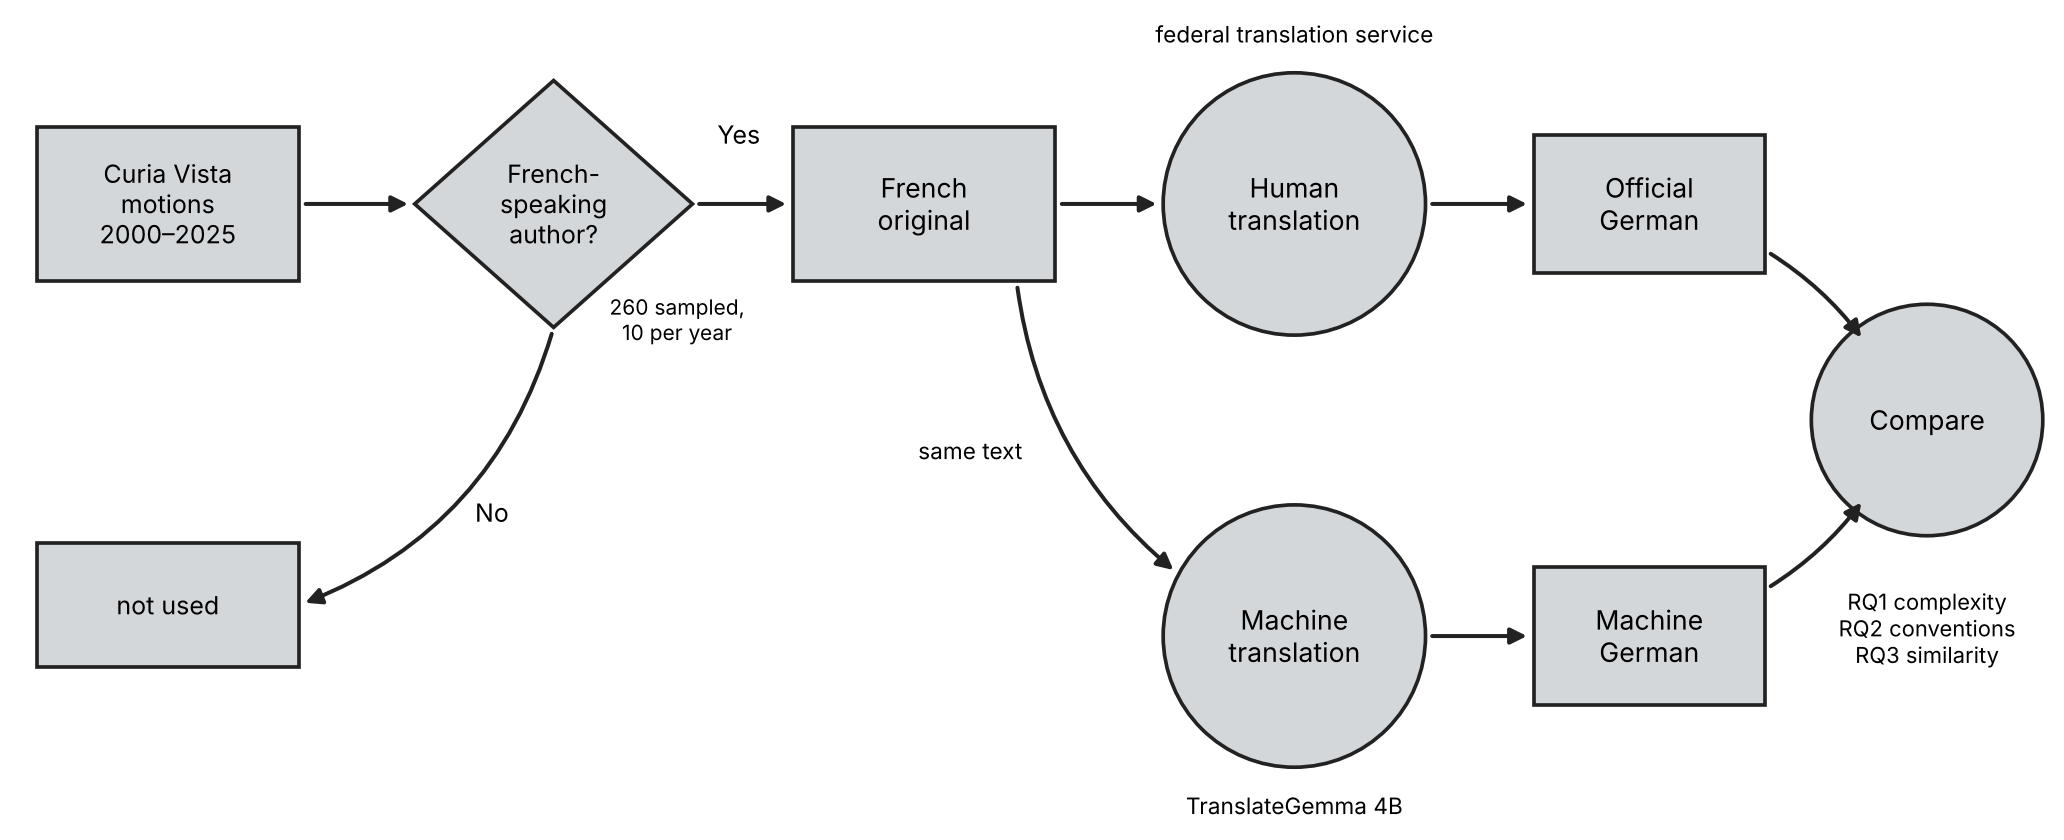 federal translation service
Curia Vista
motions
2000–2025
French-
speaking
author?
Yes
260 sampled,
10 per year
French
original
Human
translation
Official
German
same text
No
not used
Compare
Machine
translation
Machine
German
RQ1 complexity
RQ2 conventions
RQ3 similarity
TranslateGemma 4B